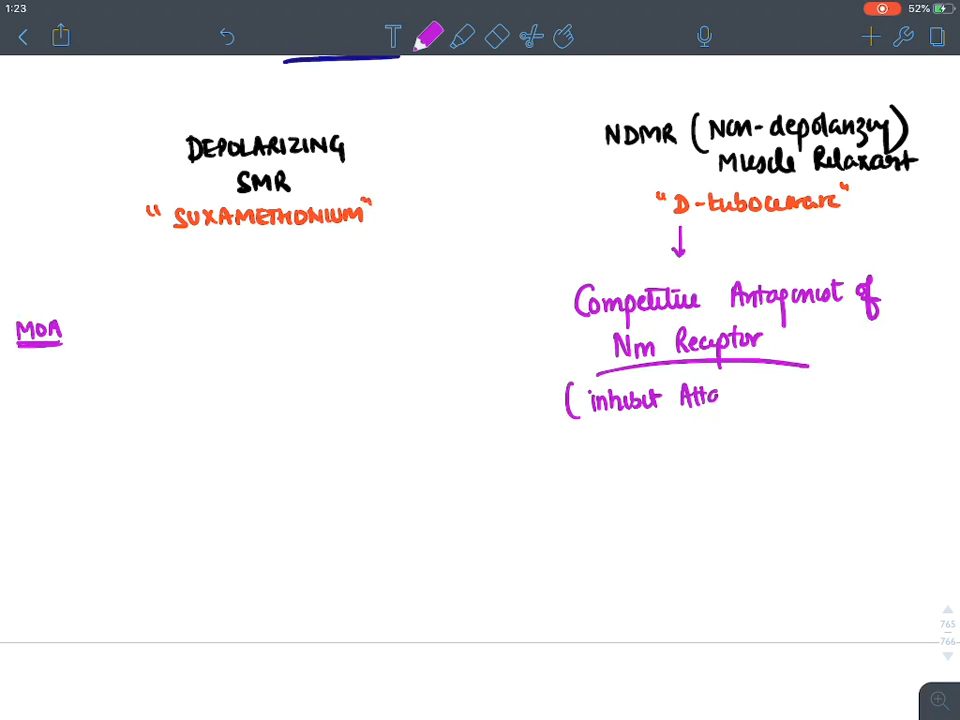 1:23
52%
T
DEPOLARIZING
SMR
"SUXAMETHONIUM"
NDMR (Non-depolarizing)
Muscle Relaxant
"D-tubocurare"
Competitive Antagonist of
Nm Receptor
MOA
(inhibit Atta
765
766